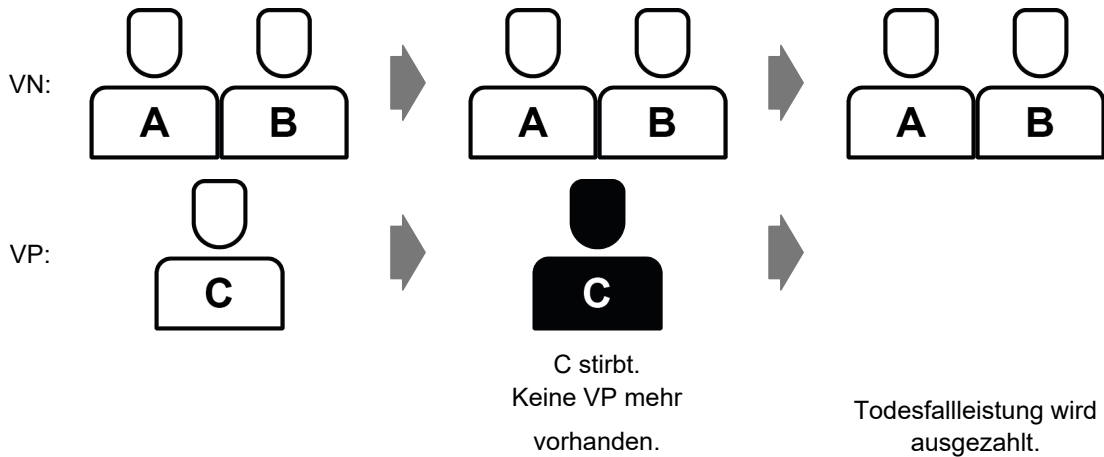 VN:
A B
A B
A B
VP:
C
C
C stirbt.
Keine VP mehr
vorhanden.
Todesfallleistung wird
ausgezahlt.